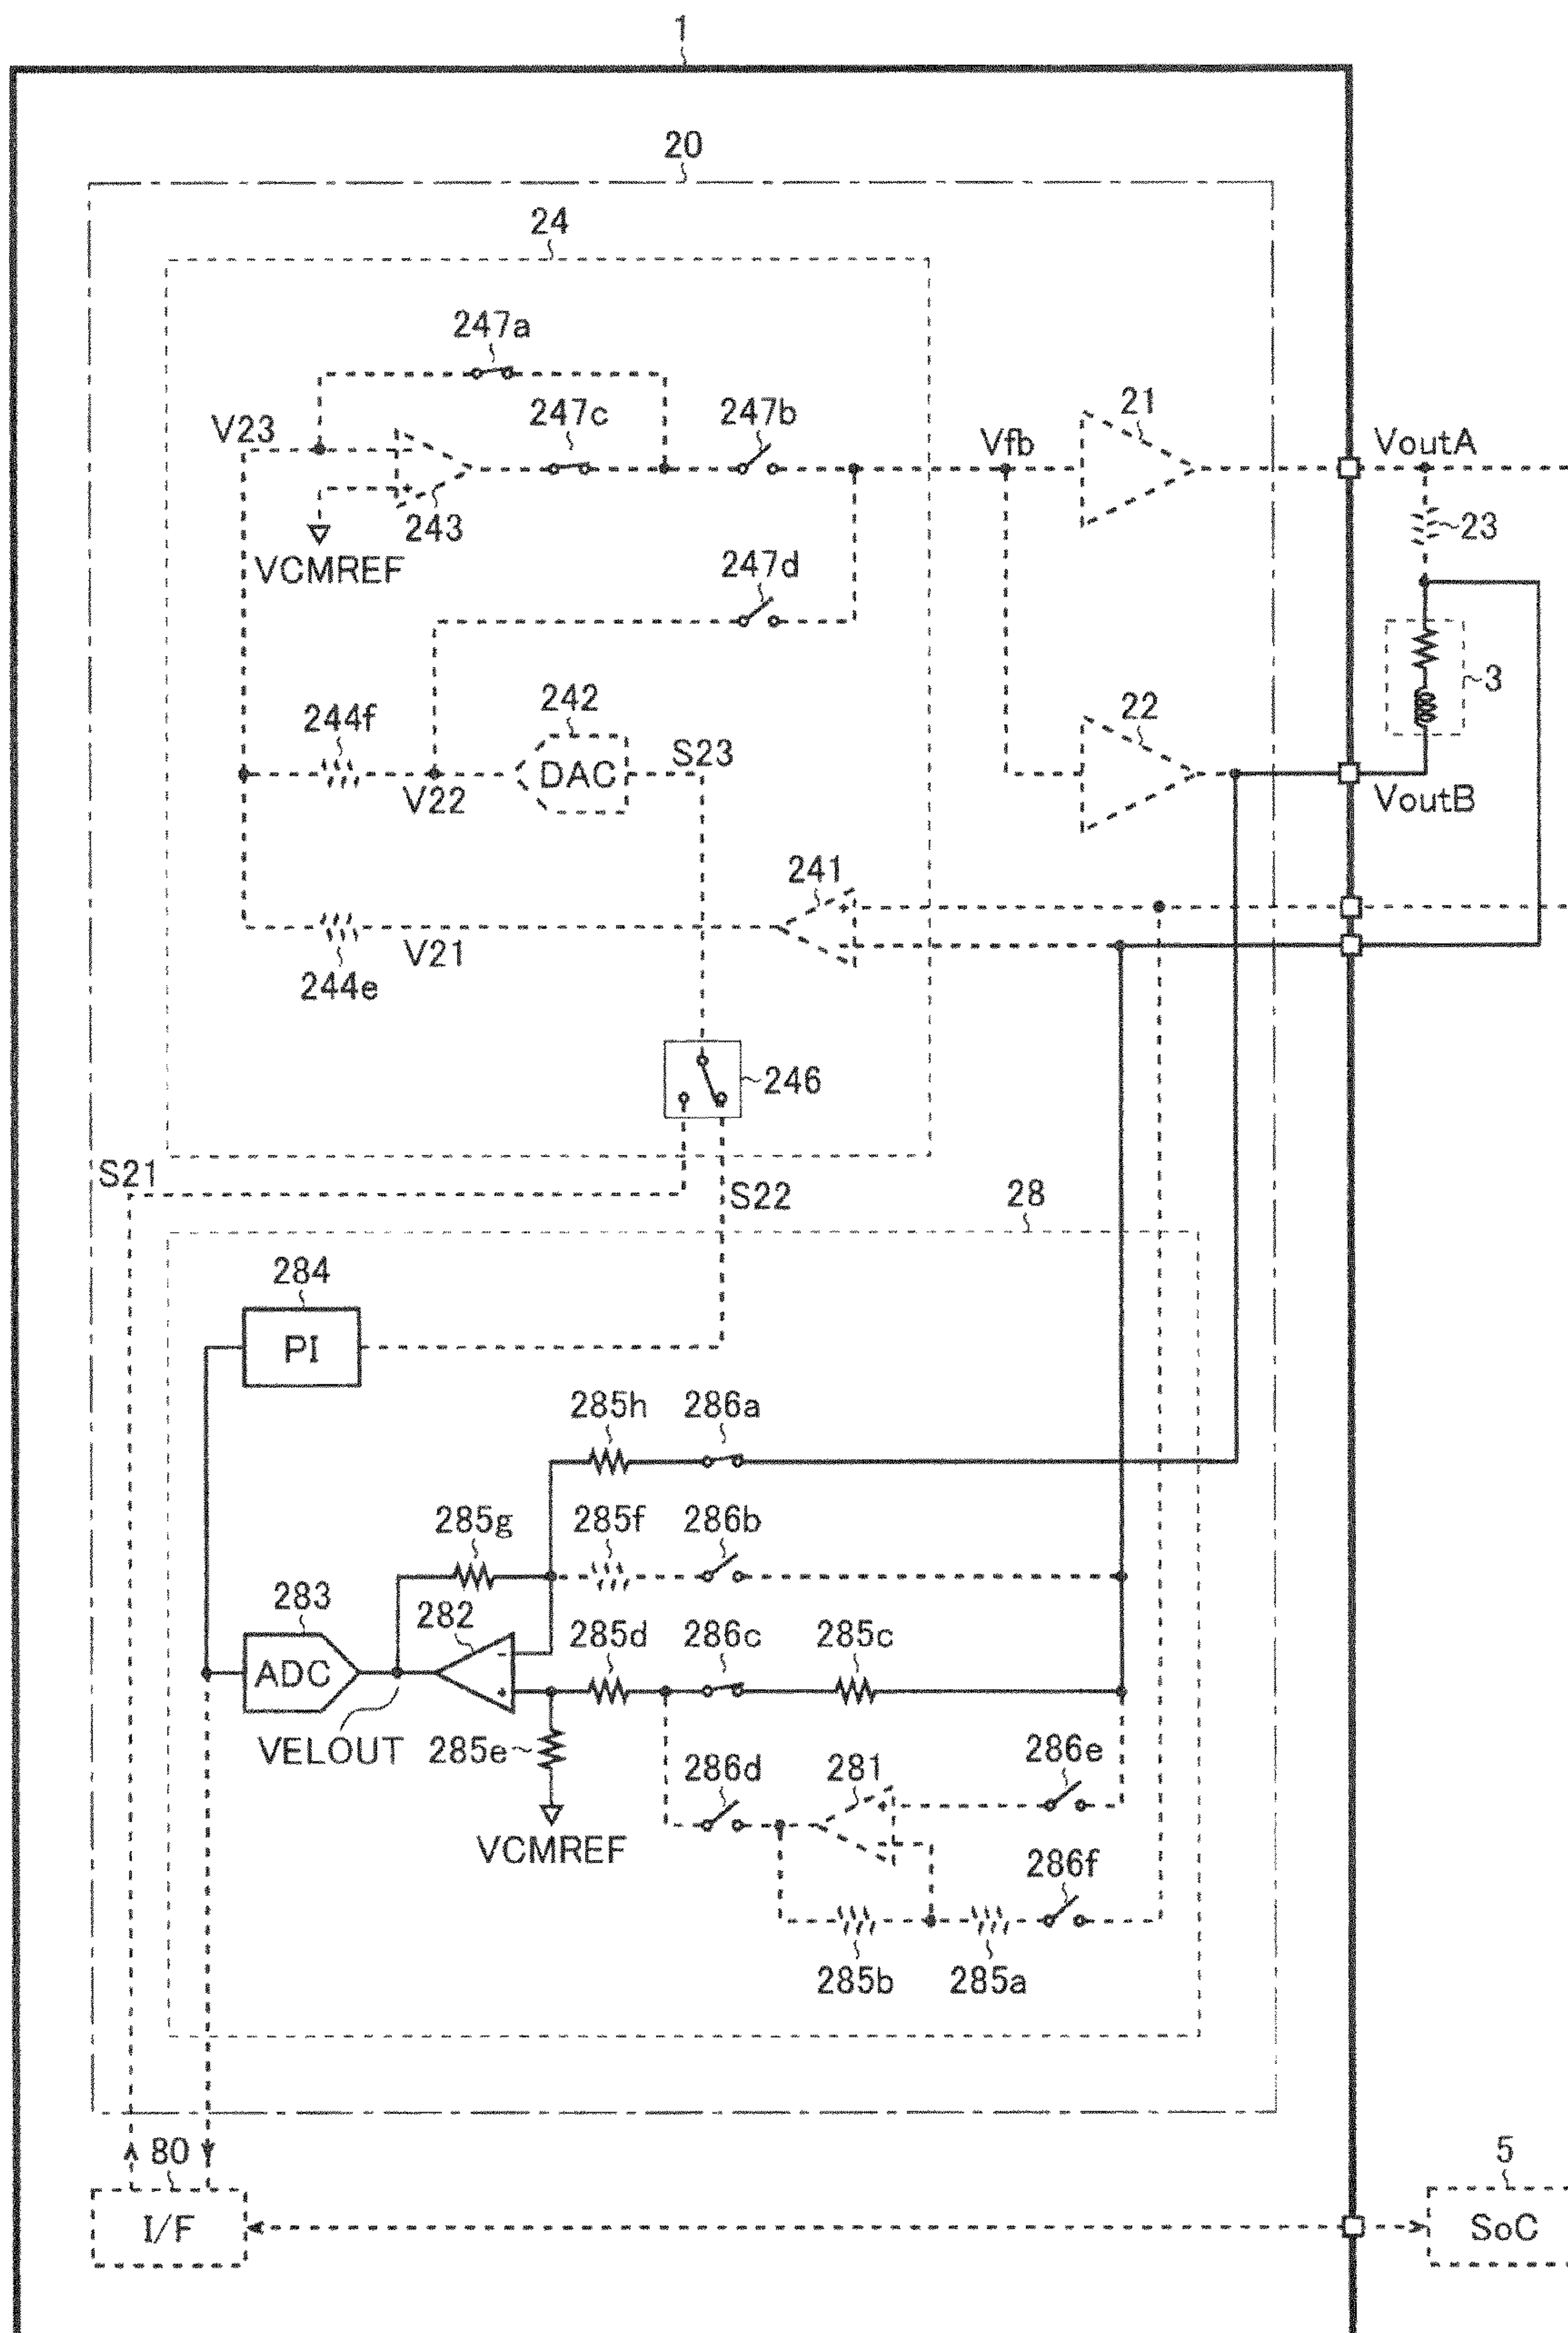 1
20
24
247a
V23
247c
247b
Vfb
21
VoutA
243
VCMREF
23
247d
3
244f
242
DAC
S23
22
V22
VoutB
241
V21
244e
246
S21
S22
28
284
PI
285h
286a
285g
285f
286b
283
282
285d
286c
285c
ADC
-
+
VELOUT
285e
286d
281
286e
+
VCMREF
286f
285b
285a
80
5
I/F
SoC